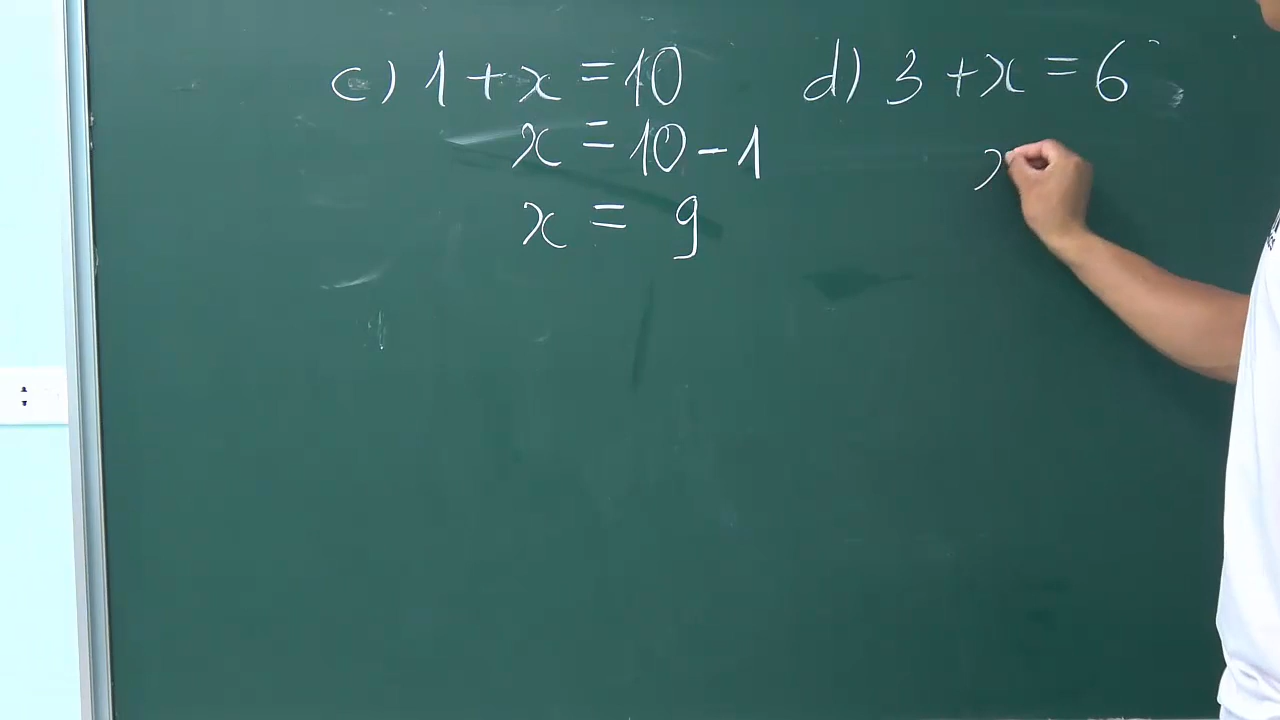 c) 1 + x = 10
x = 10 - 1
x = 9
d) 3 + x = 6
x